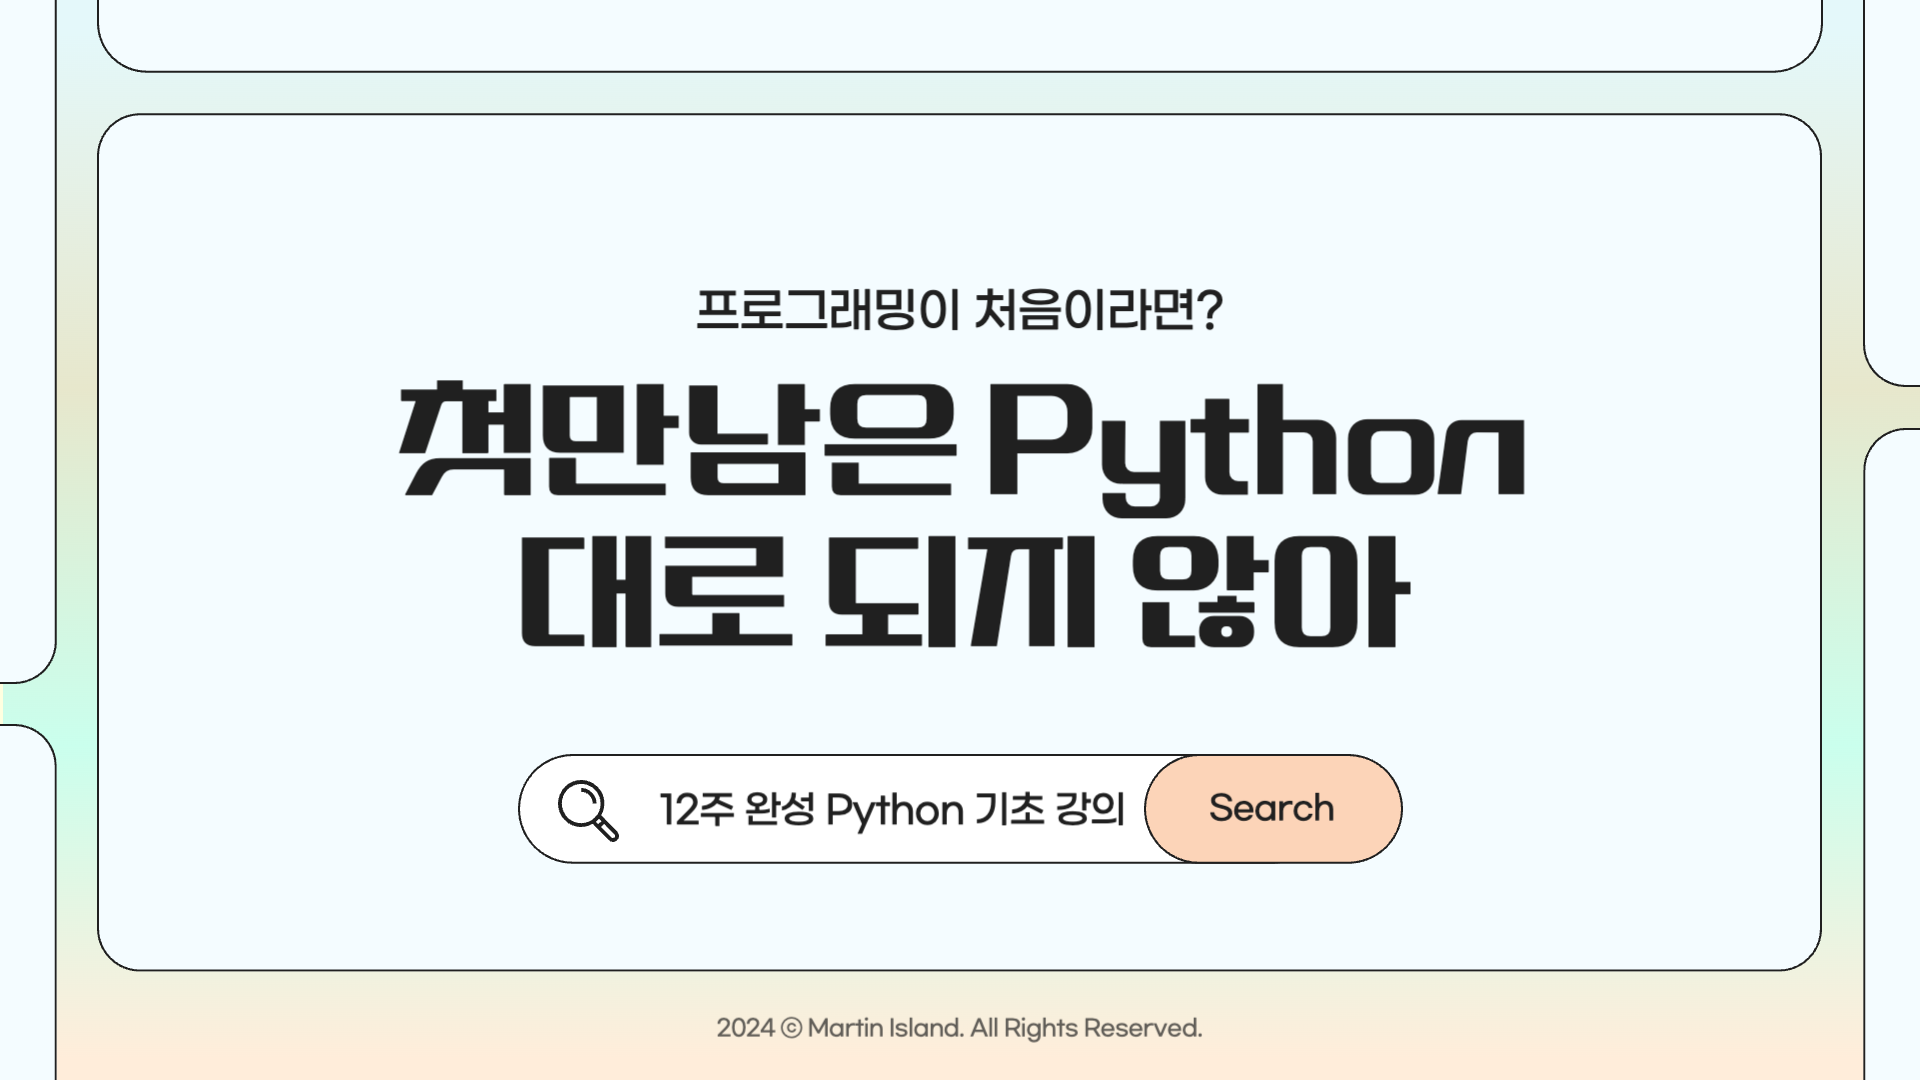 프로그래밍이 처음이라면?
첫만남은 Python
대로 되지 않아
12주 완성 Python 기초 강의
Search
2024 ⓒ Martin Island. All Rights Reserved.